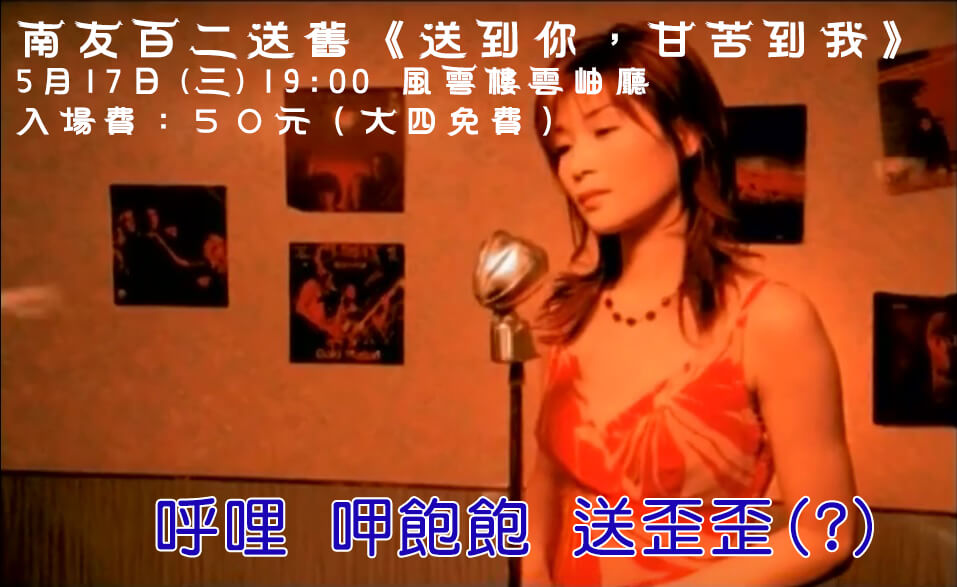 南友百二送舊《送到你，甘苦到我》
5月17日(三)19:00 風雲樓雲岫廳
入場費：５０元（大四免費）
呼哩 呷飽飽 送歪歪(?)